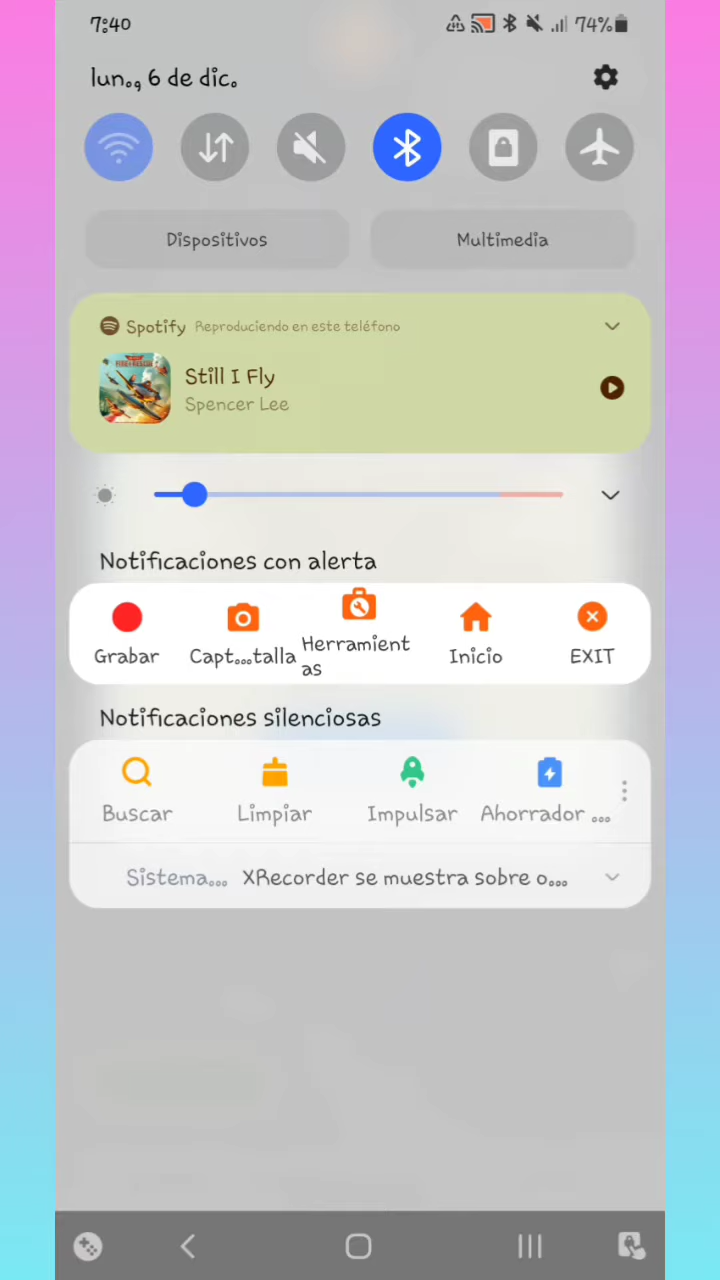 7:40
74%
lun., 6 de dic.
Dispositivos
Multimedia
Spotify Reproduciendo en este teléfono
Still I Fly
Spencer Lee
Notificaciones con alerta
Grabar
Capt...talla
Herramient
as
Inicio
EXIT
Notificaciones silenciosas
Buscar
Limpiar
Impulsar
Ahorrador ...
Sistema... XRecorder se muestra sobre o...